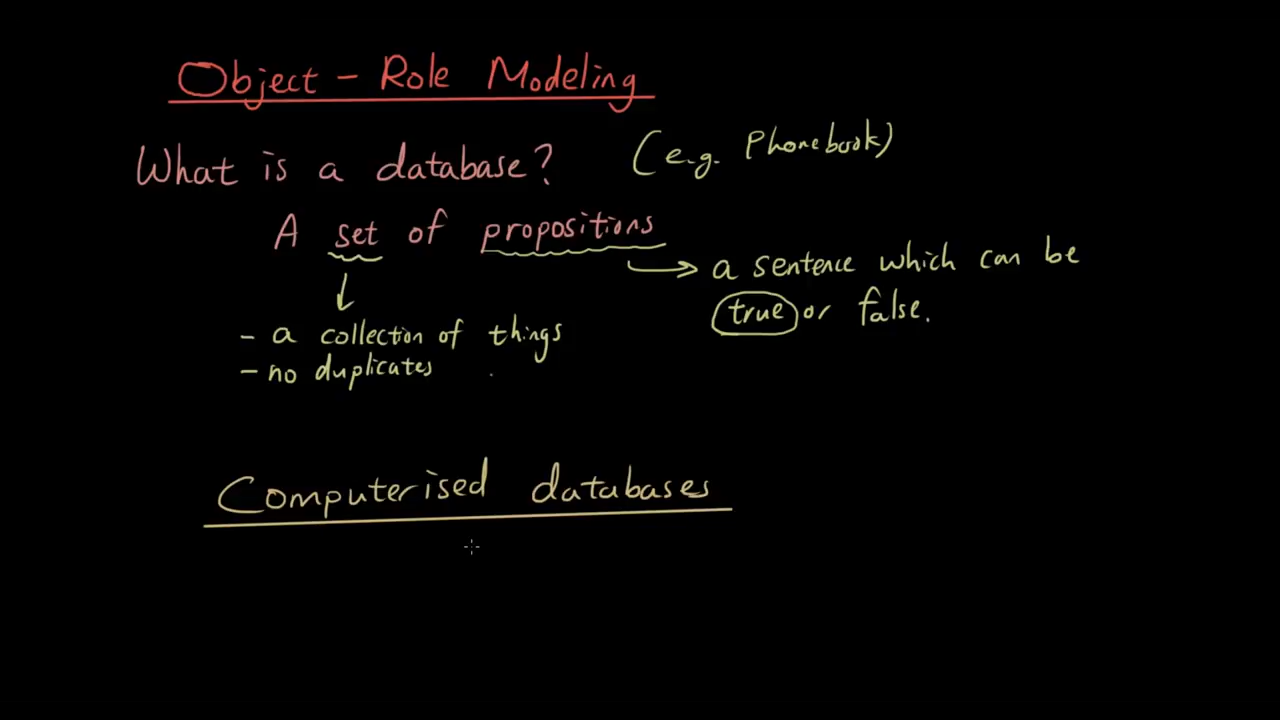 Object - Role Modeling
What is a database? (e.g. Phonebook)
A set of propositions
a sentence which can be
true or false.
- a collection of things
- no duplicates
Computerised databases